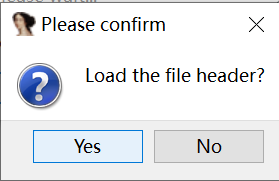 Please confirm
Load the file header?
Yes
No